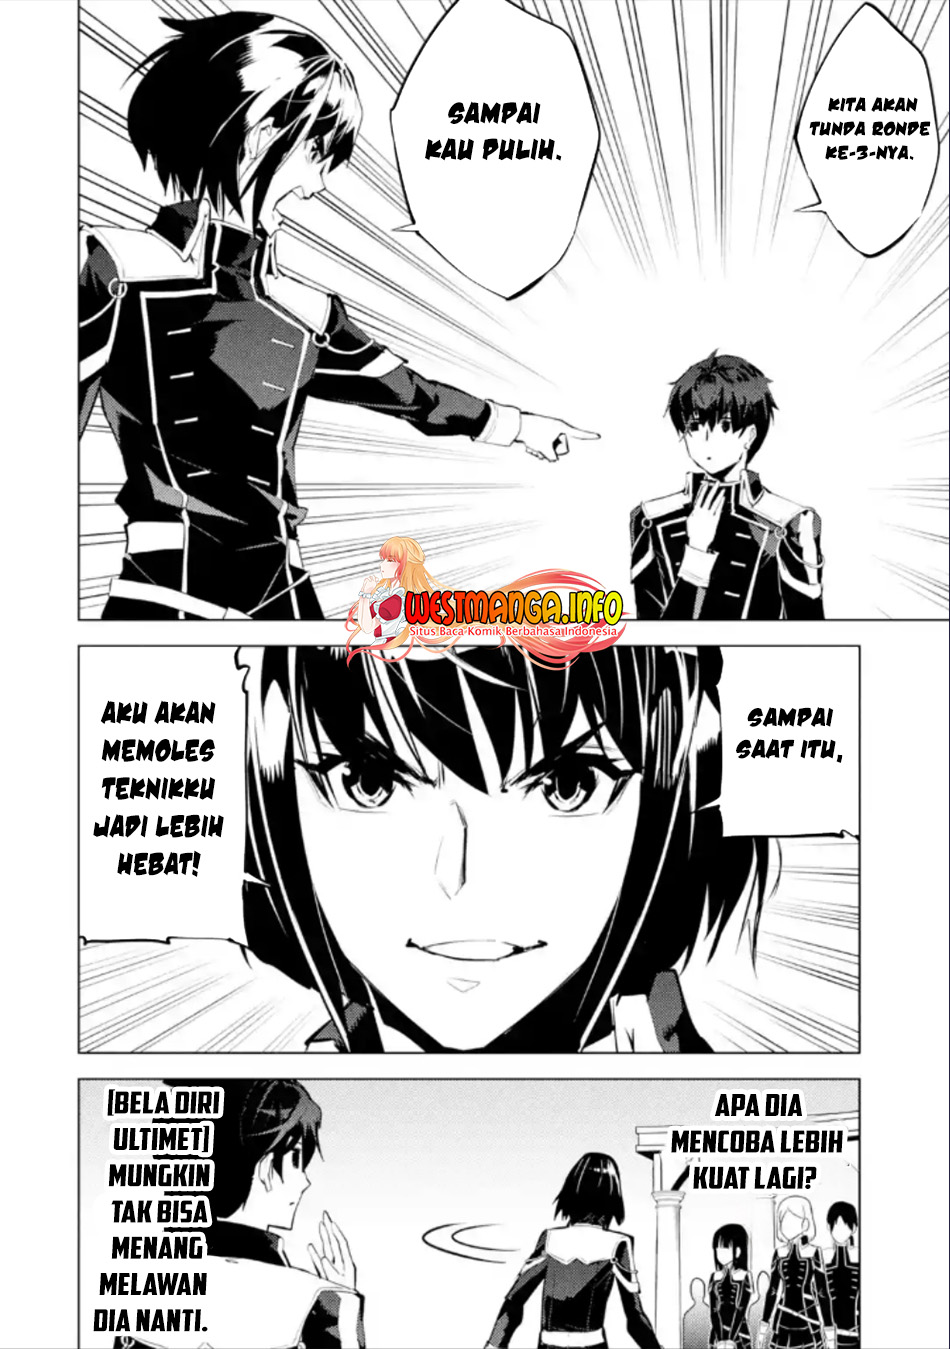 KITA AKAN
TUNDA RONDE
KE-3-NYA.
SAMPAI
KAU PULIH.
WESTMANGA.INFO
Situs Baca Komik Berbahasa Indonesia
SAMPAI
SAAT ITU,
AKU AKAN
MEMOLES
TEKNIKKU
JADI LEBIH
HEBAT!
APA DIA
MENCOBA LEBIH
KUAT LAGI?
[BELA DIRI
ULTIMET]
MUNGKIN
TAK BISA
MENANG
MELAWAN
DIA NANTI.